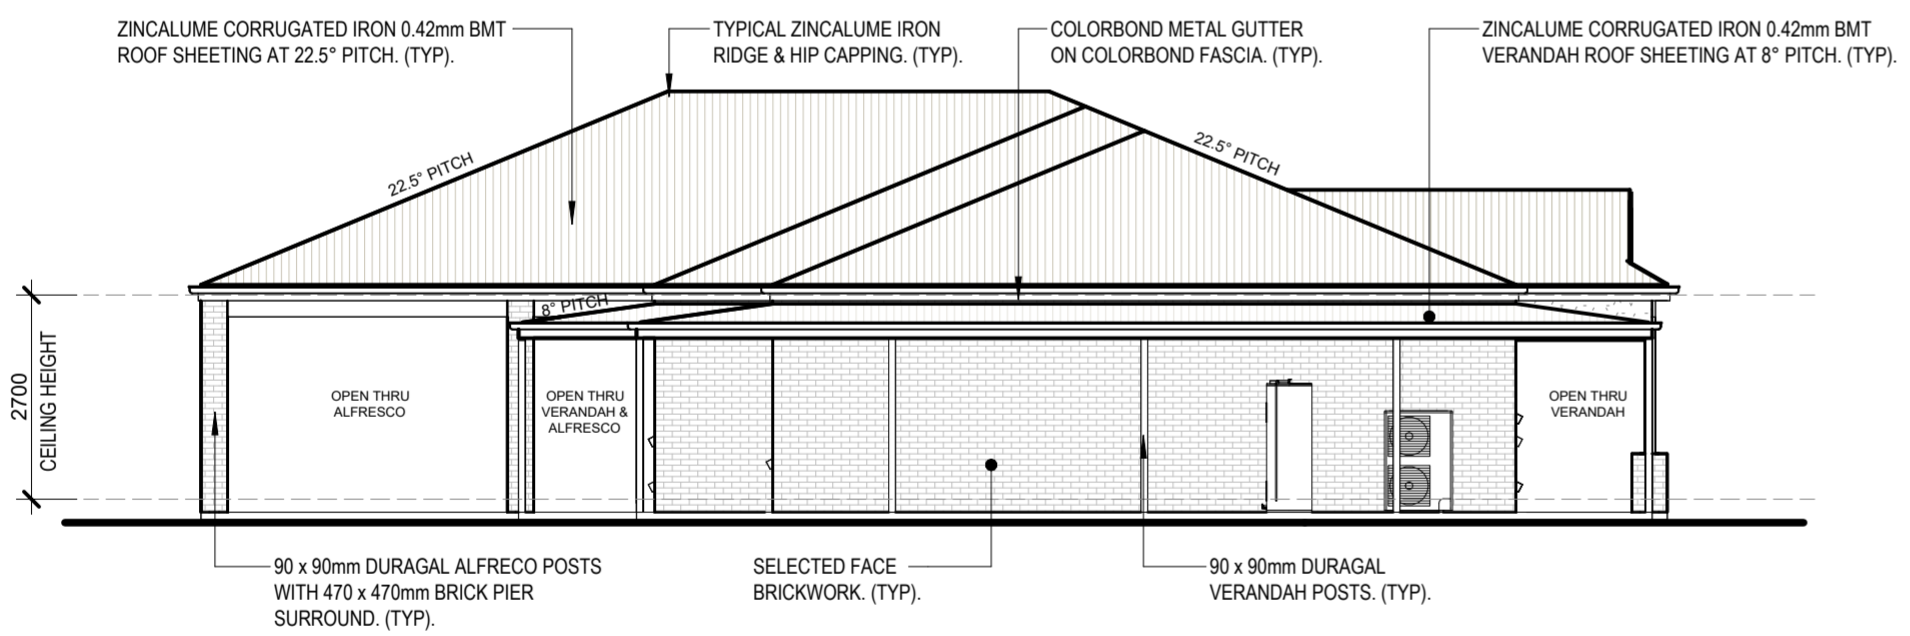 ZINCALUME CORRUGATED IRON 0.42mm BMT
ROOF SHEETING AT 22.5° PITCH. (TYP).
TYPICAL ZINCALUME IRON
RIDGE & HIP CAPPING. (TYP).
COLORBOND METAL GUTTER
ON COLORBOND FASCIA. (TYP).
ZINCALUME CORRUGATED IRON 0.42mm BMT
VERANDAH ROOF SHEETING AT 8° PITCH. (TYP).
22.5° PITCH
22.5° PITCH
8° PITCH
2700
CEILING HEIGHT
OPEN THRU
ALFRESCO
OPEN THRU
VERANDAH &
ALFRESCO
OPEN THRU
VERANDAH
90 x 90mm DURAGAL ALFRECO POSTS
WITH 470 x 470mm BRICK PIER
SURROUND. (TYP).
SELECTED FACE
BRICKWORK. (TYP).
90 x 90mm DURAGAL
VERANDAH POSTS. (TYP).